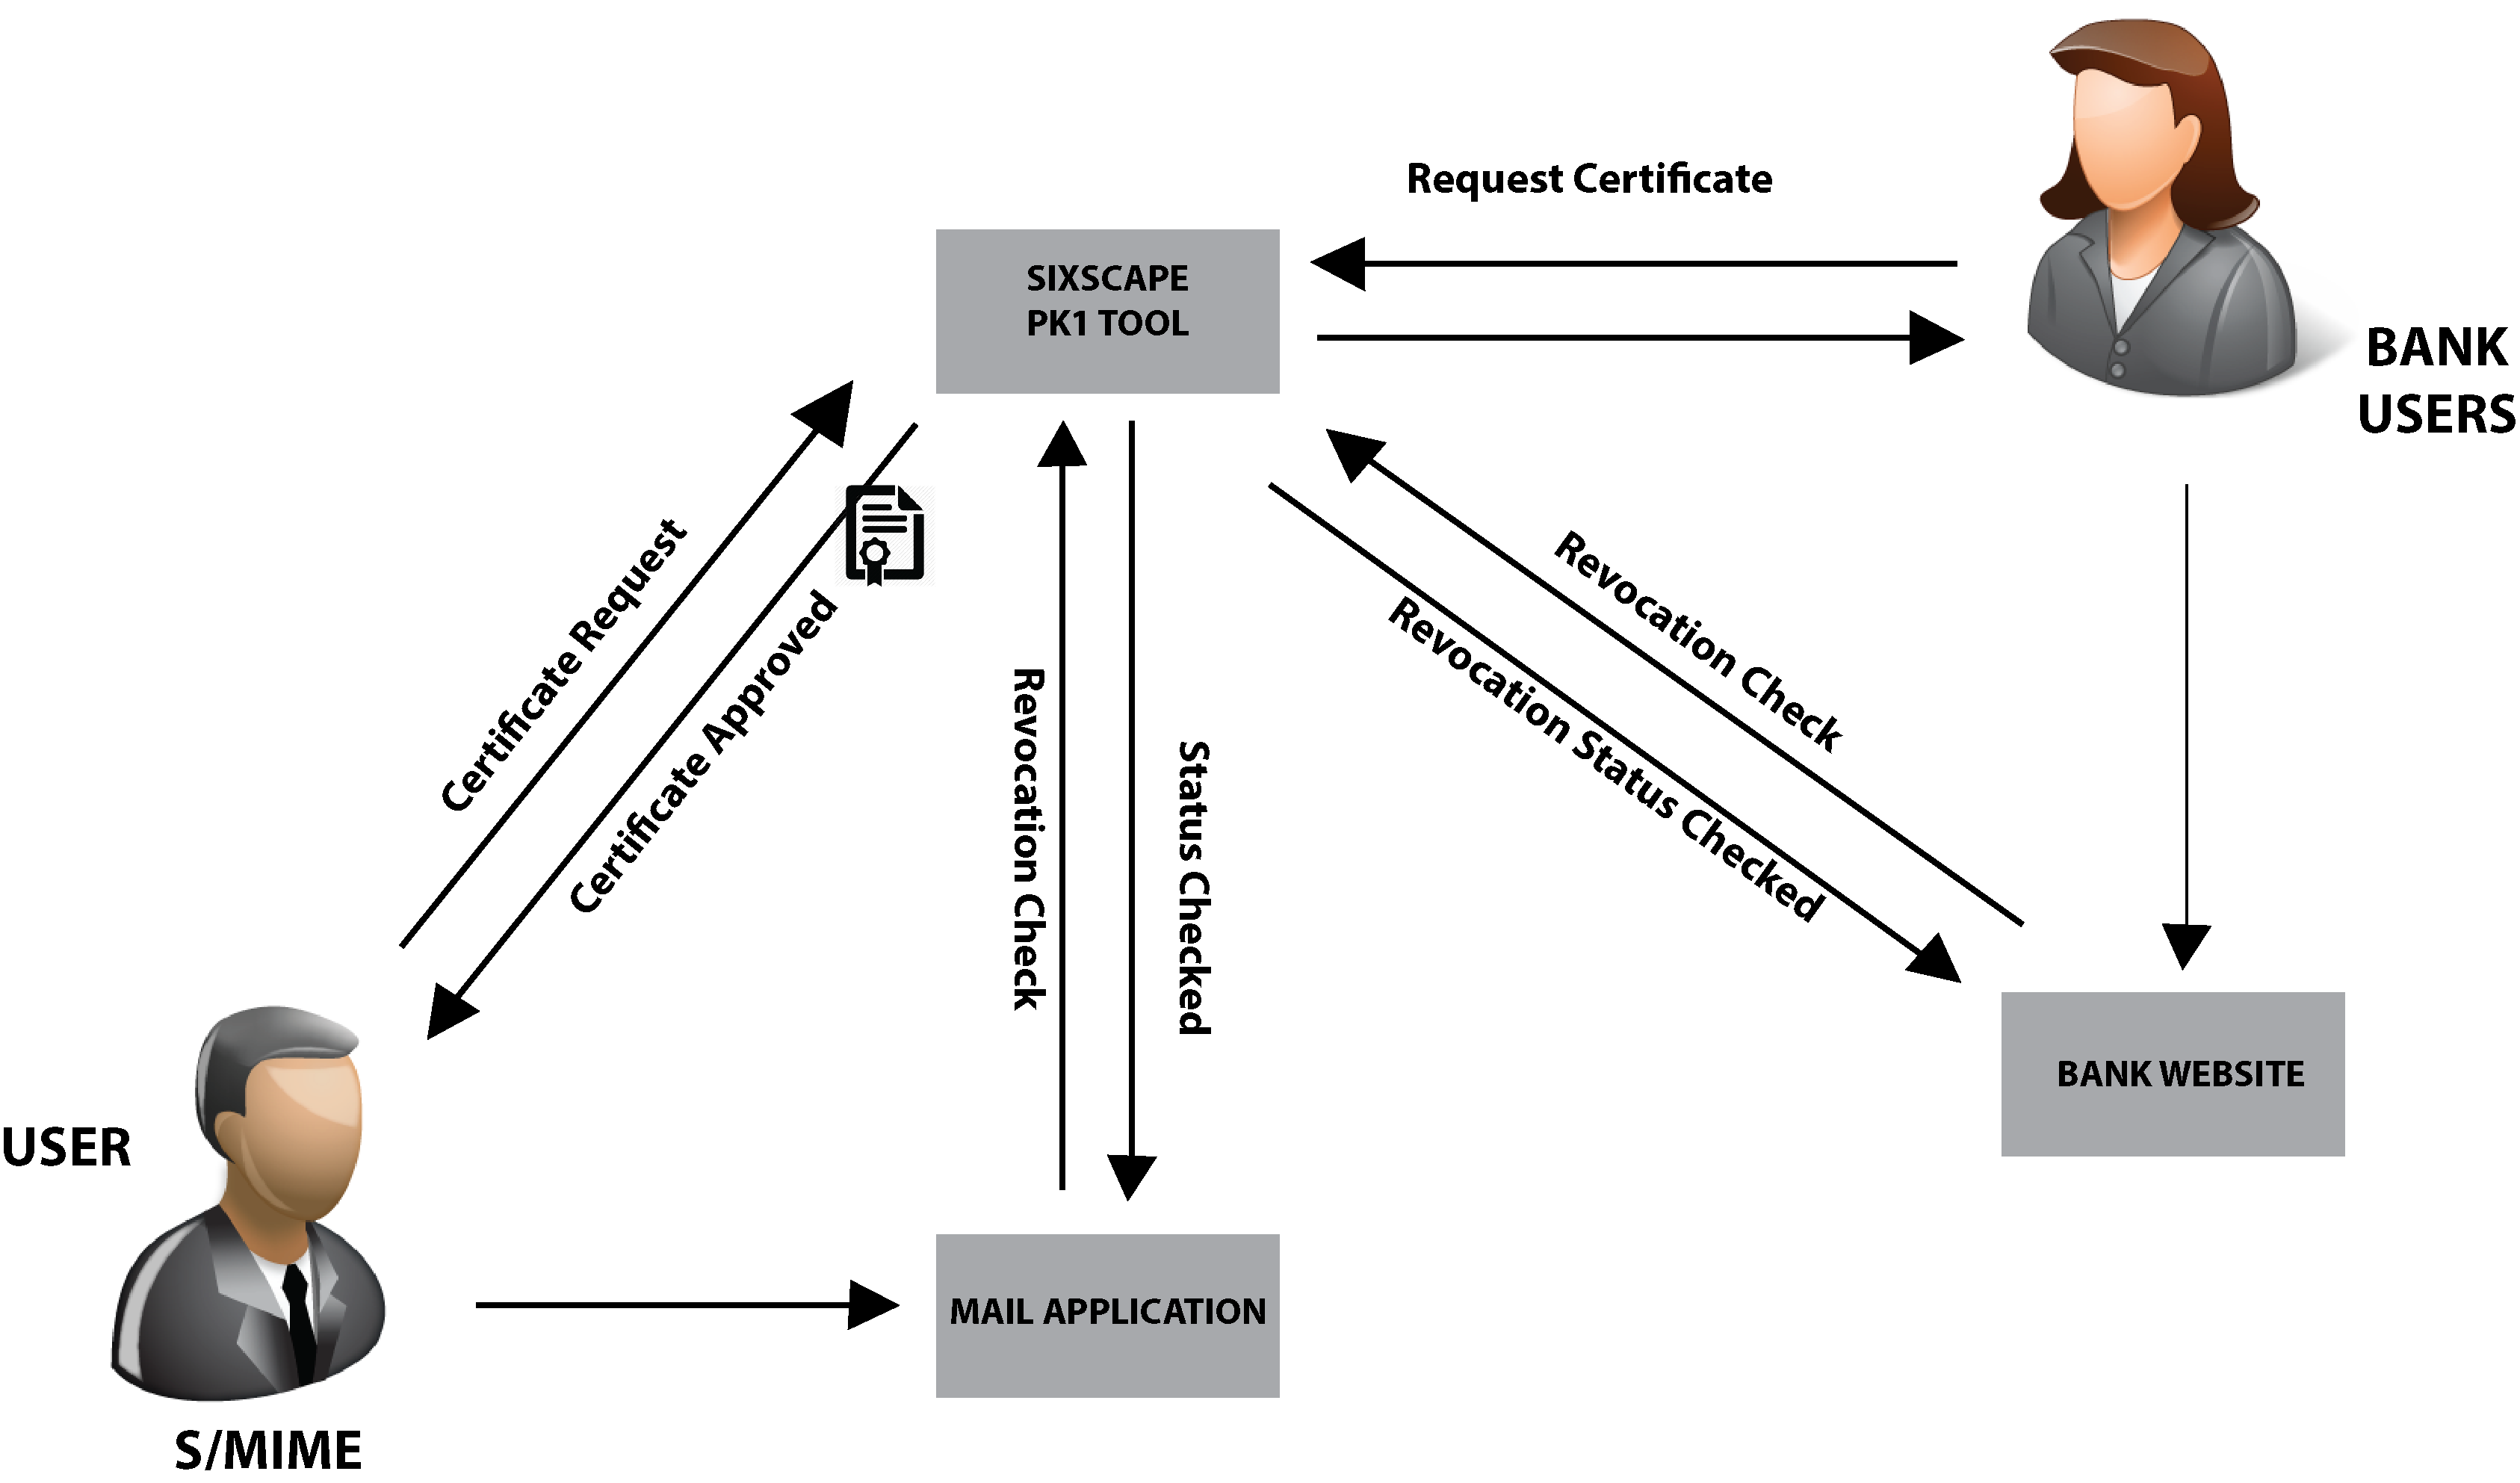 Request Certificate
SIXSCAPE
PK1 TOOL
BANK
USERS
Certificate Request
Certificate Approved
Revocation Check
Status Checked
Revocation Check
Revocation Status Checked
BANK WEBSITE
USER
MAIL APPLICATION
S/MIME